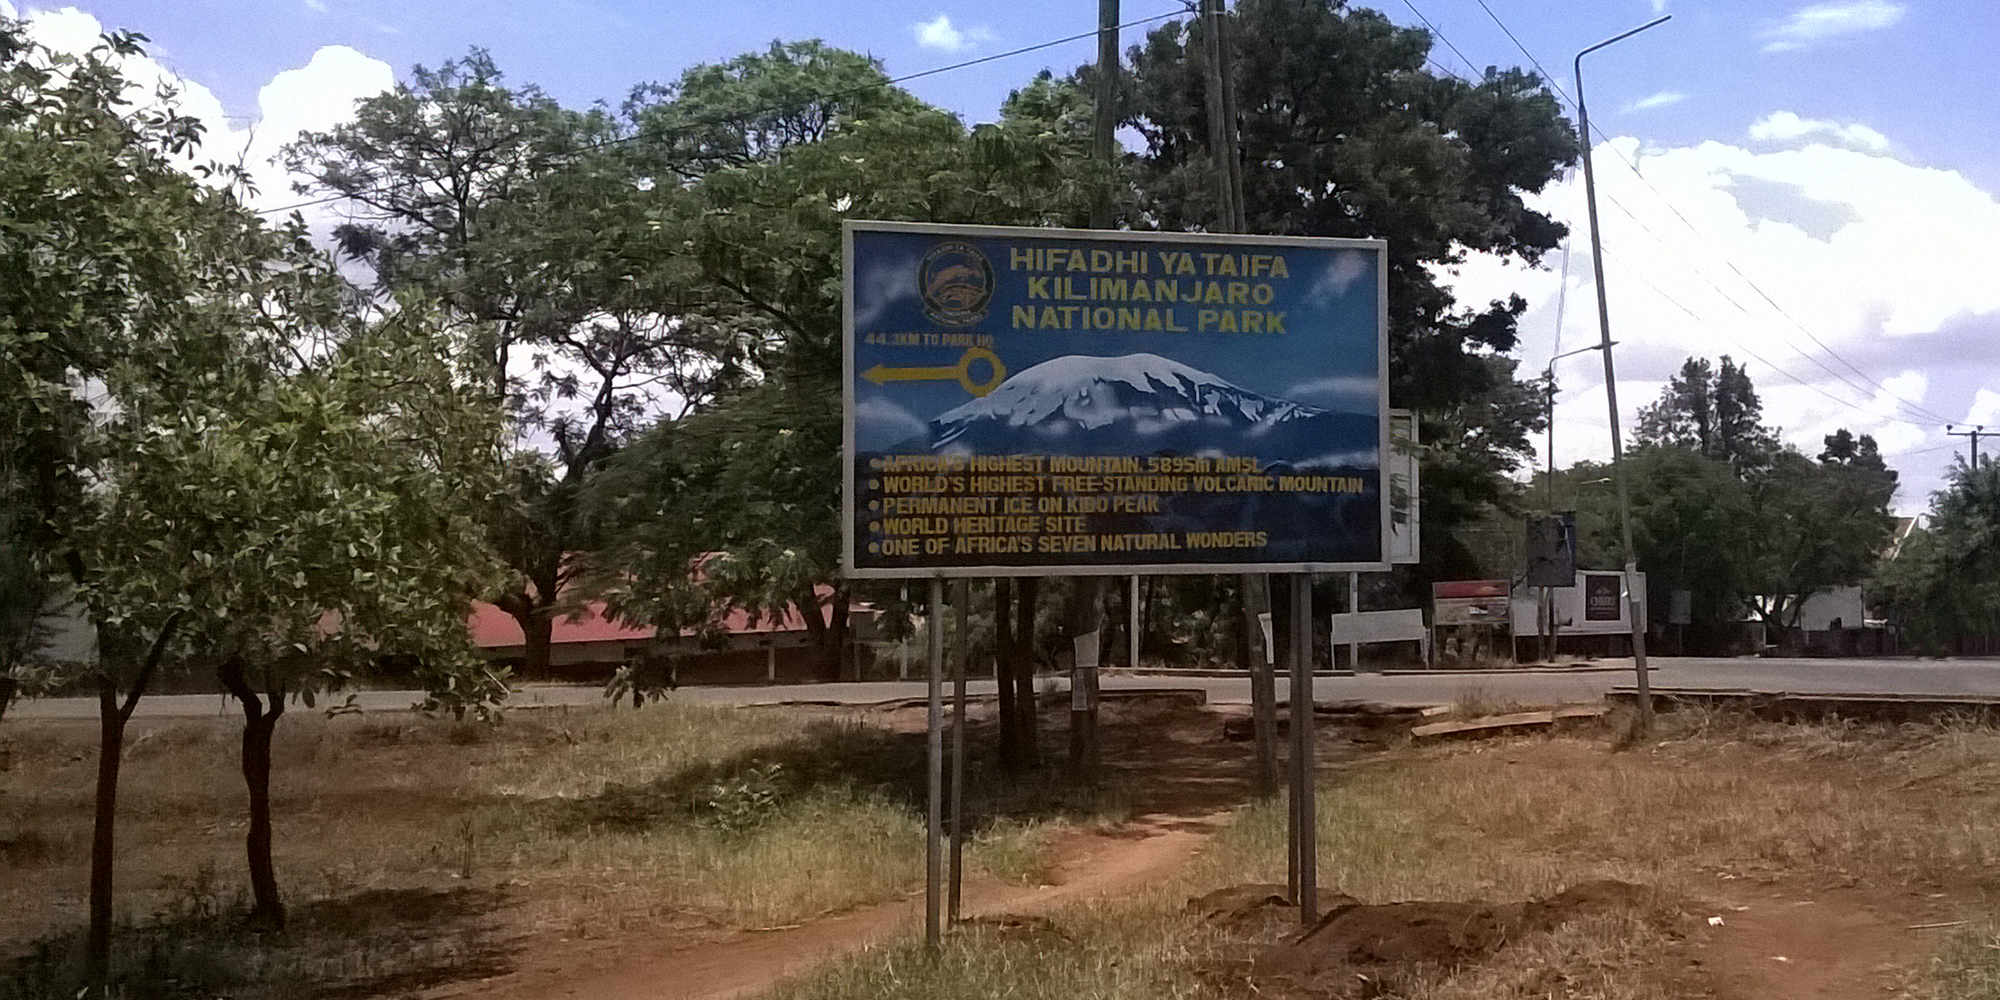 HIFADHI YA TAIFA
KILIMANJARO
NATIONAL PARK
44.3KM TO PARK HQ
• AFRICA'S HIGHEST MOUNTAIN. 5895m AMSL
• WORLD'S HIGHEST FREE-STANDING VOLCANIC MOUNTAIN
• PERMANENT ICE ON KIBO PEAK
• WORLD HERITAGE SITE
• ONE OF AFRICA'S SEVEN NATURAL WONDERS